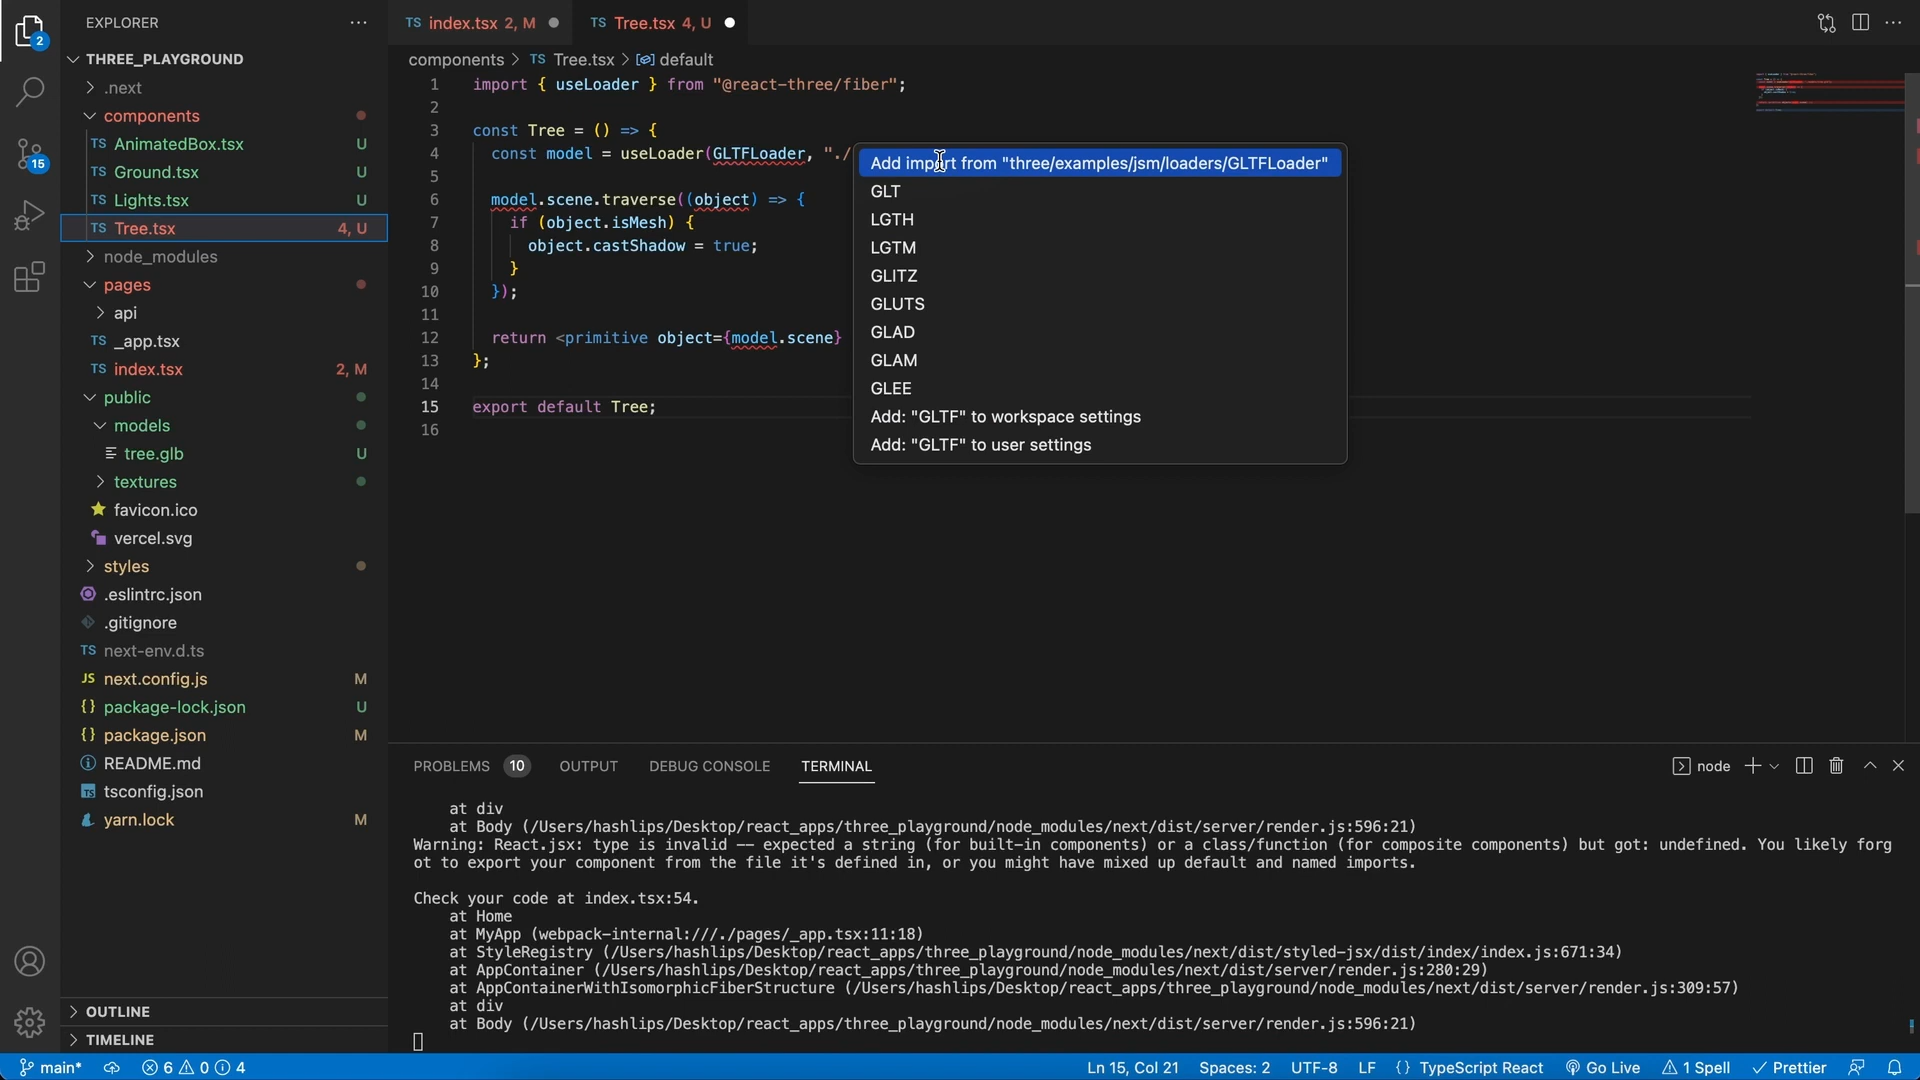 EXPLORER
THREE_PLAYGROUND
.next
components
AnimatedBox.tsx U
Ground.tsx U
Lights.tsx U
Tree.tsx 4, U
node_modules
pages
api
_app.tsx
index.tsx 2, M
public
models
tree.glb U
textures
favicon.ico
vercel.svg
styles
.eslintrc.json
.gitignore
next-env.d.ts
next.config.js M
package-lock.json U
package.json M
README.md
tsconfig.json
yarn.lock M
OUTLINE
TIMELINE
2
15
TS index.tsx 2, M
TS Tree.tsx 4, U
components > TS Tree.tsx > default
1 import { useLoader } from "@react-three/fiber";
2
3 const Tree = () => {
4 const model = useLoader(GLTFLoader, "./
5
6 model.scene.traverse((object) => {
7 if (object.isMesh) {
8 object.castShadow = true;
9 }
10 });
11
12 return <primitive object={model.scene}
13 };
14
15 export default Tree;
16
Add import from "three/examples/jsm/loaders/GLTFLoader"
GLT
LGTH
LGTM
GLITZ
GLUTS
GLAD
GLAM
GLEE
Add: "GLTF" to workspace settings
Add: "GLTF" to user settings
PROBLEMS 10 OUTPUT DEBUG CONSOLE TERMINAL
node
at div
at Body (/Users/hashlips/Desktop/react_apps/three_playground/node_modules/next/dist/server/render.js:596:21)
Warning: React.jsx: type is invalid -- expected a string (for built-in components) or a class/function (for composite components) but got: undefined. You likely forg
ot to export your component from the file it's defined in, or you might have mixed up default and named imports.
Check your code at index.tsx:54.
at Home
at MyApp (webpack-internal:///./pages/_app.tsx:11:18)
at StyleRegistry (/Users/hashlips/Desktop/react_apps/three_playground/node_modules/next/dist/styled-jsx/dist/index/index.js:671:34)
at AppContainer (/Users/hashlips/Desktop/react_apps/three_playground/node_modules/next/dist/server/render.js:280:29)
at AppContainerWithIsomorphicFiberStructure (/Users/hashlips/Desktop/react_apps/three_playground/node_modules/next/dist/server/render.js:309:57)
at div
at Body (/Users/hashlips/Desktop/react_apps/three_playground/node_modules/next/dist/server/render.js:596:21)
main* 6 0 4 Ln 15, Col 21 Spaces: 2 UTF-8 LF {} TypeScript React Go Live 1 Spell Prettier